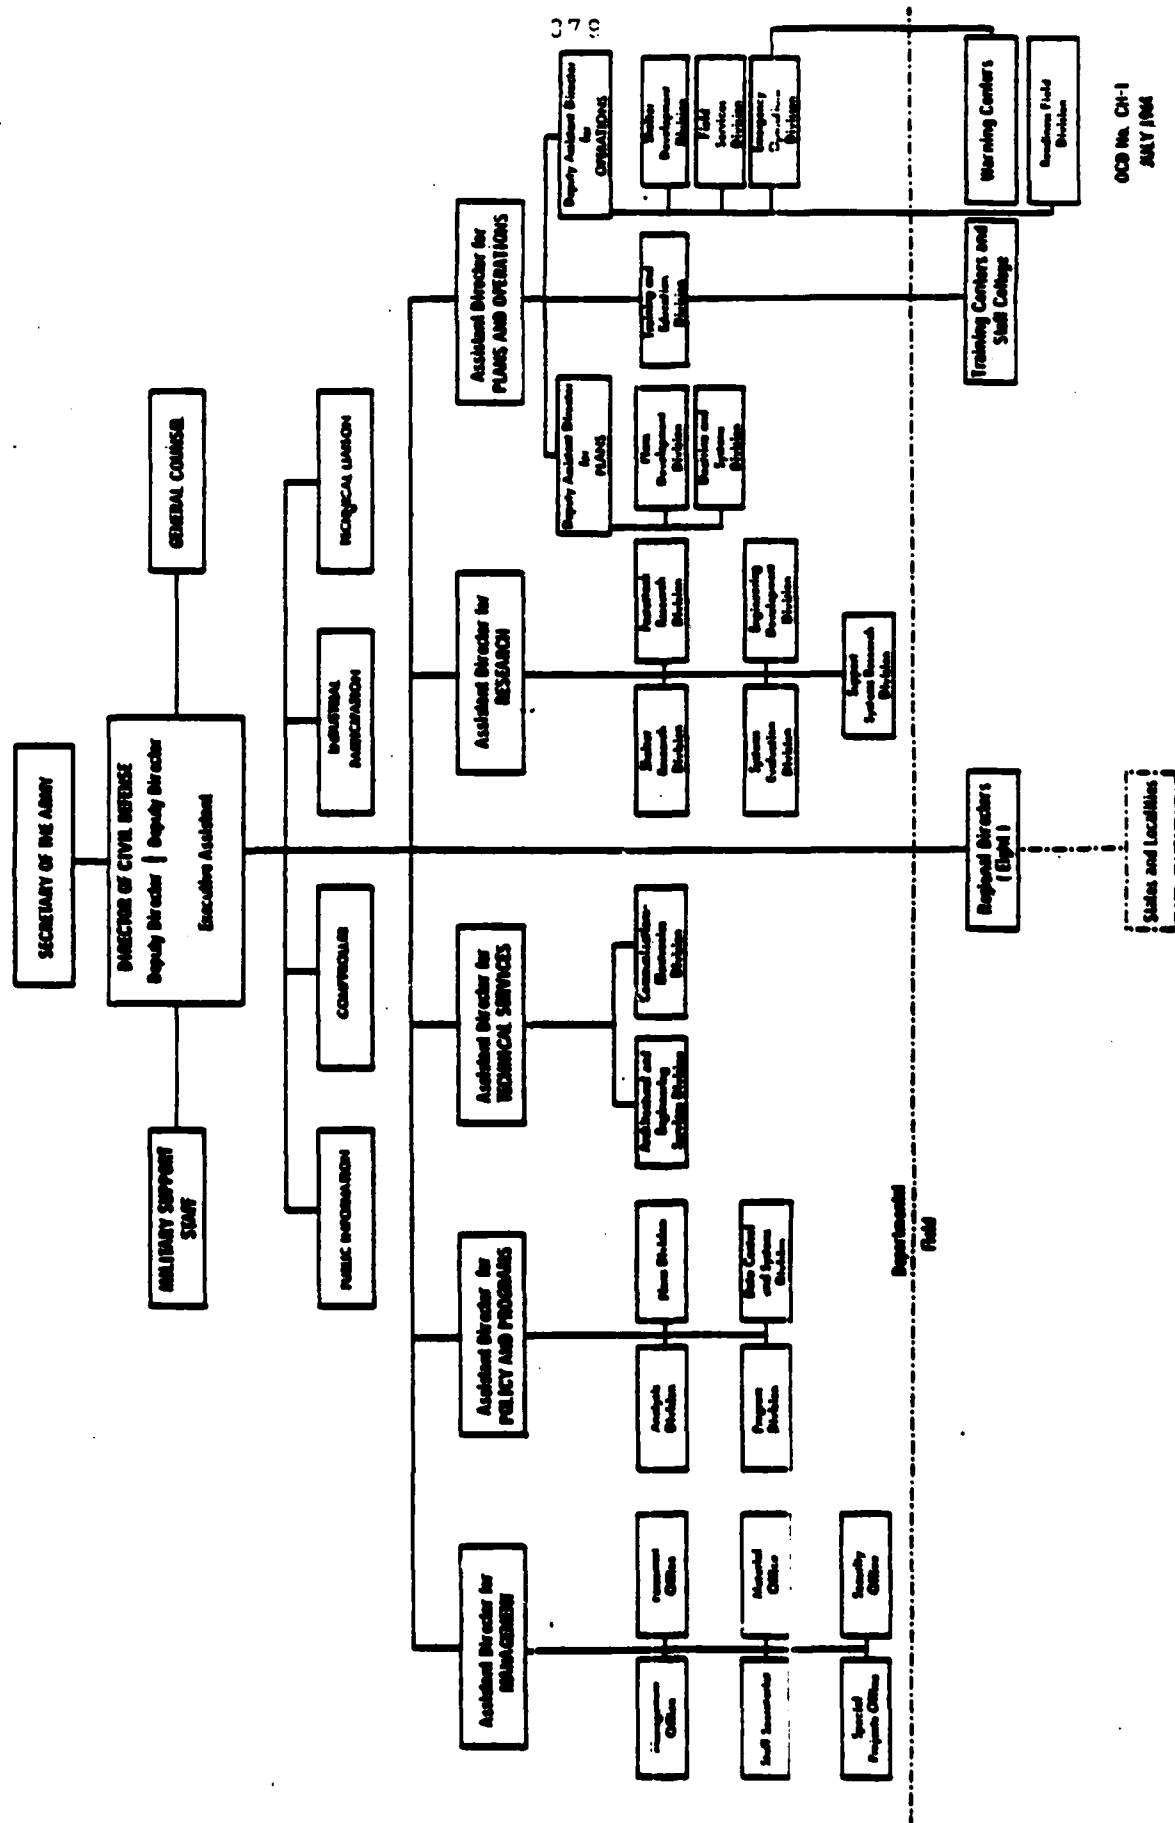 379
SECRETARY OF THE ARMY
DIRECTOR OF CIVIL DEFENSE
Deputy Director | Deputy Director
Executive Assistant
MILITARY SUPPORT
STAFF
GENERAL COUNSEL
PUBLIC INFORMATION
COMPTROLLER
INDUSTRIAL
PARTICIPATION
TECHNICAL LIAISON
Assistant Director for
MANAGEMENT
Assistant Director for
POLICY AND PROGRAMS
Assistant Director for
TECHNICAL SERVICES
Assistant Director for
RESEARCH
Assistant Director for
PLANS AND OPERATIONS
Management
Office
Office
Staff Secretariat
Material
Office
Special
Projects Office
Security
Office
Analysis
Division
Plans Division
Program
Division
Data Control
and Systems
Division
Architectural and
Engineering
Services Division
Communications-
Electronics
Division
Shelter
Research
Division
Research
Division
Systems
Evaluation
Division
Engineering
Development
Division
Support
Systems Research
Division
Deputy Assistant Director
for
PLANS
Plans
Development
Division
Doctrine and
Systems
Division
Training and
Education
Division
Deputy Assistant Director
for
OPERATIONS
Shelter
Development
Division
Field
Services
Division
Emergency
Operations
Division
Departmental
Field
Regional Directors
( Eight )
States and Localities
Training Centers and
Staff College
Warning Centers
Readiness Field
Division
OCD No. CH-1